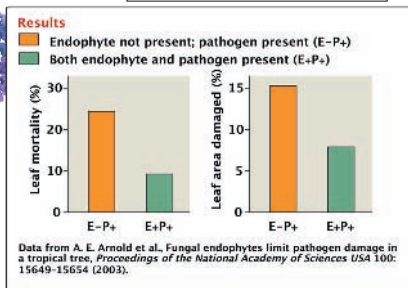 Results
Endophyte not present; pathogen present (E–P+)
Both endophyte and pathogen present (E+P+)
Leaf mortality (%)
30
20
10
0
E–P+
E+P+
Leaf area damaged (%)
15
10
5
0
E–P+
E+P+
Data from A. E. Arnold et al., Fungal endophytes limit pathogen damage in
a tropical tree, Proceedings of the National Academy of Sciences USA 100:
15649–15654 (2003).